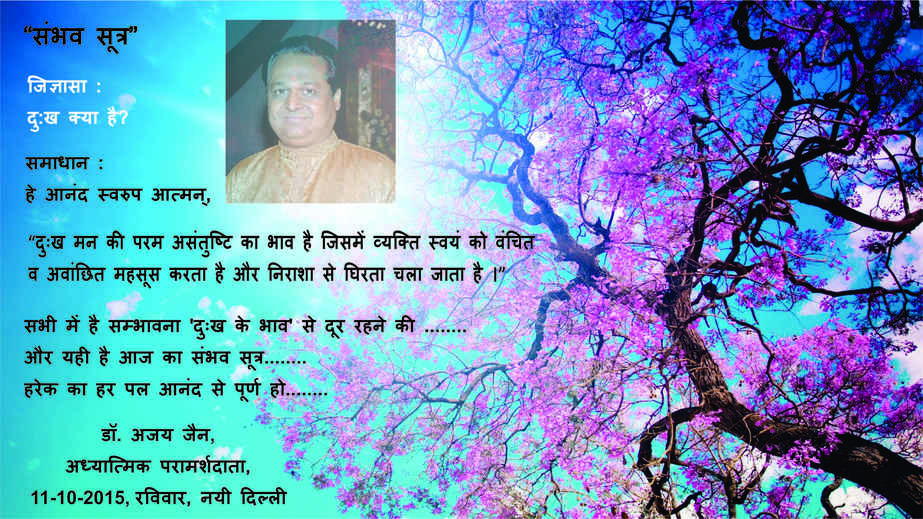 “संभव सूत्र”
जिज्ञासा :
दुःख क्या है?
समाधान :
हे आनंद स्वरुप आत्मन्,
“दुःख मन की परम असंतुष्टि का भाव है जिसमें व्यक्ति स्वयं को वंचित
व अवांछित महसूस करता है और निराशा से घिरता चला जाता है ।”
सभी में है सम्भावना 'दुःख के भाव' से दूर रहने की ........
और यही है आज का संभव सूत्र........
हरेक का हर पल आनंद से पूर्ण हो........
डॉ. अजय जैन,
अध्यात्मिक परामर्शदाता,
11-10-2015, रविवार, नयी दिल्ली